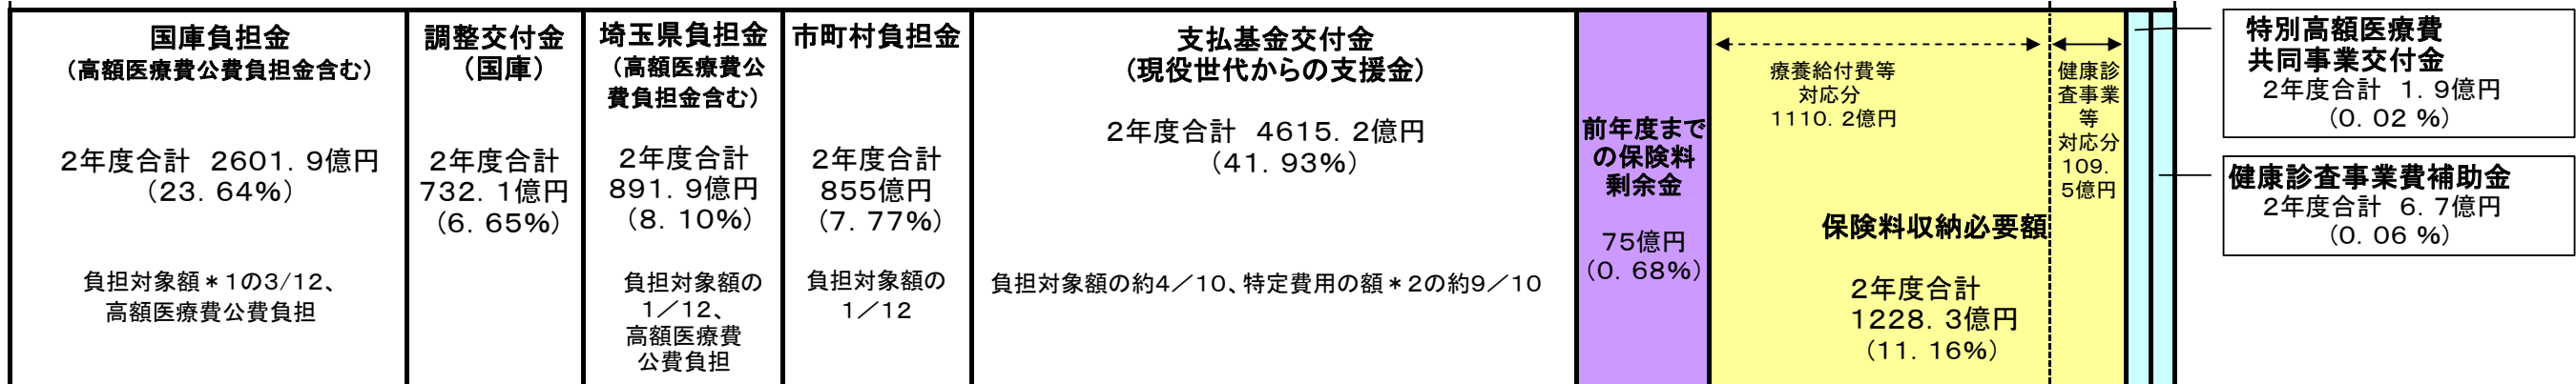 国庫負担金
（高額医療費公費負担金含む）
2年度合計　2601．9億円
（23．64%）
負担対象額＊1の3/12、
高額医療費公費負担
調整交付金
（国庫）
2年度合計
732．1億円
（6．65%）
埼玉県負担金
（高額医療費公
費負担金含む）
2年度合計
891．9億円
（8．10%）
負担対象額の
1／12、
高額医療費
公費負担
市町村負担金
2年度合計
855億円
（7．77%）
負担対象額の
1／12
支払基金交付金
（現役世代からの支援金）
2年度合計　4615．2億円
（41．93%）
負担対象額の約4／10、特定費用の額＊2の約9／10
前年度まで
の保険料
剰余金
75億円
（0．68%）
療養給付費等
対応分
1110．2億円
健康診
査事業
等
対応分
109．
5億円
保険料収納必要額
2年度合計
1228．3億円
（11．16%）
特別高額医療費
共同事業交付金
2年度合計　1．9億円
（0．02 %）
健康診査事業費補助金
2年度合計　6．7億円
（0．06 %）